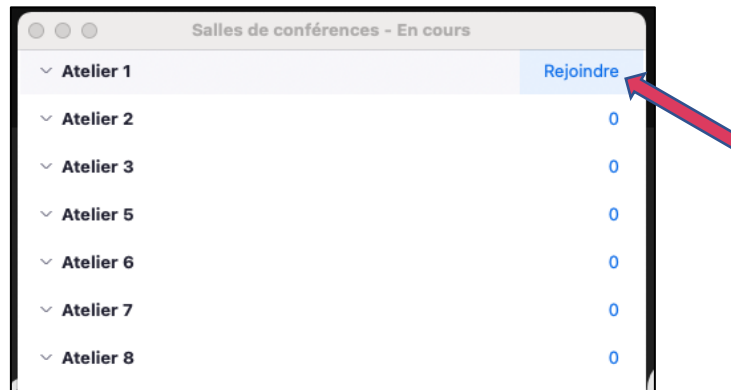 Salles de conférences - En cours
Atelier 1 Rejoindre
Atelier 2 0
Atelier 3 0
Atelier 5 0
Atelier 6 0
Atelier 7 0
Atelier 8 0